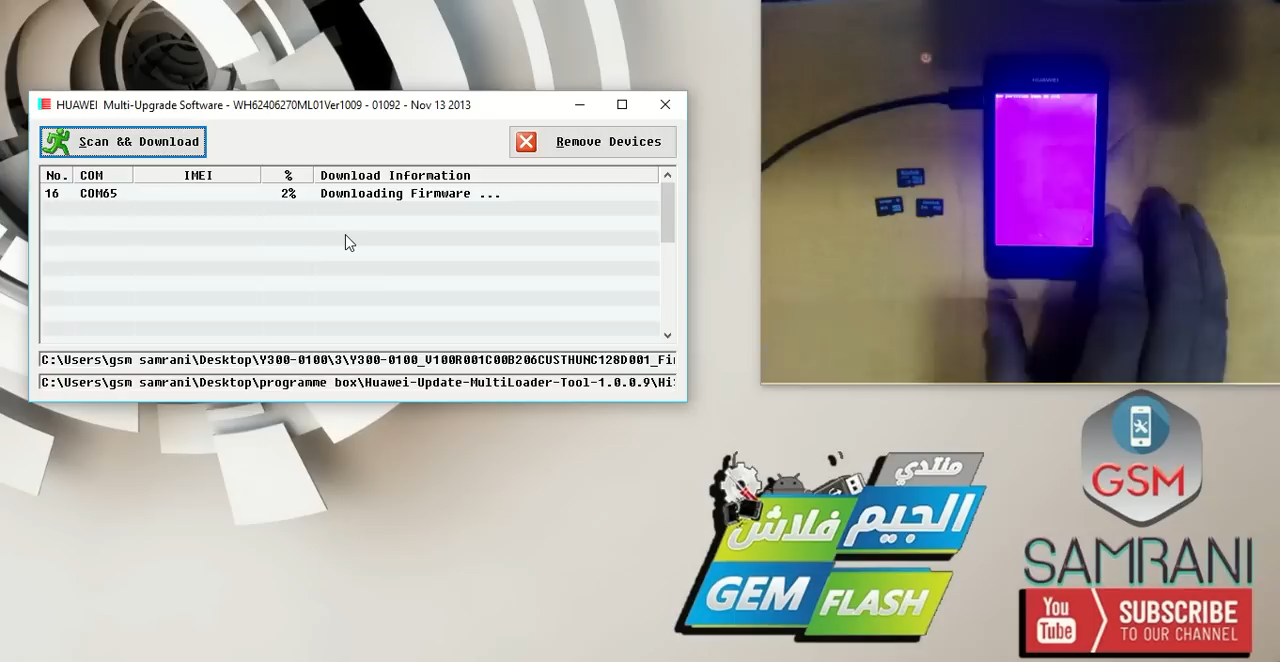 HUAWEI Multi-Upgrade Software - WH62406270ML01Ver1009 - 01092 - Nov 13 2013
Scan && Download
Remove Devices
No. COM IMEI % Download Information
16 COM65 2% Downloading Firmware ...
C:\Users\gsm samrani\Desktop\Y300-0100\3\Y300-0100_V100R001C00B206CUSTHUNC128D001_Fi
C:\Users\gsm samrani\Desktop\programme box\Huawei-Update-MultiLoader-Tool-1.0.0.9\Hi
HUAWEI
منتدي
الجيم فلاش
GEM FLASH
GSM
SAMRANI
You Tube
SUBSCRIBE
TO OUR CHANNEL